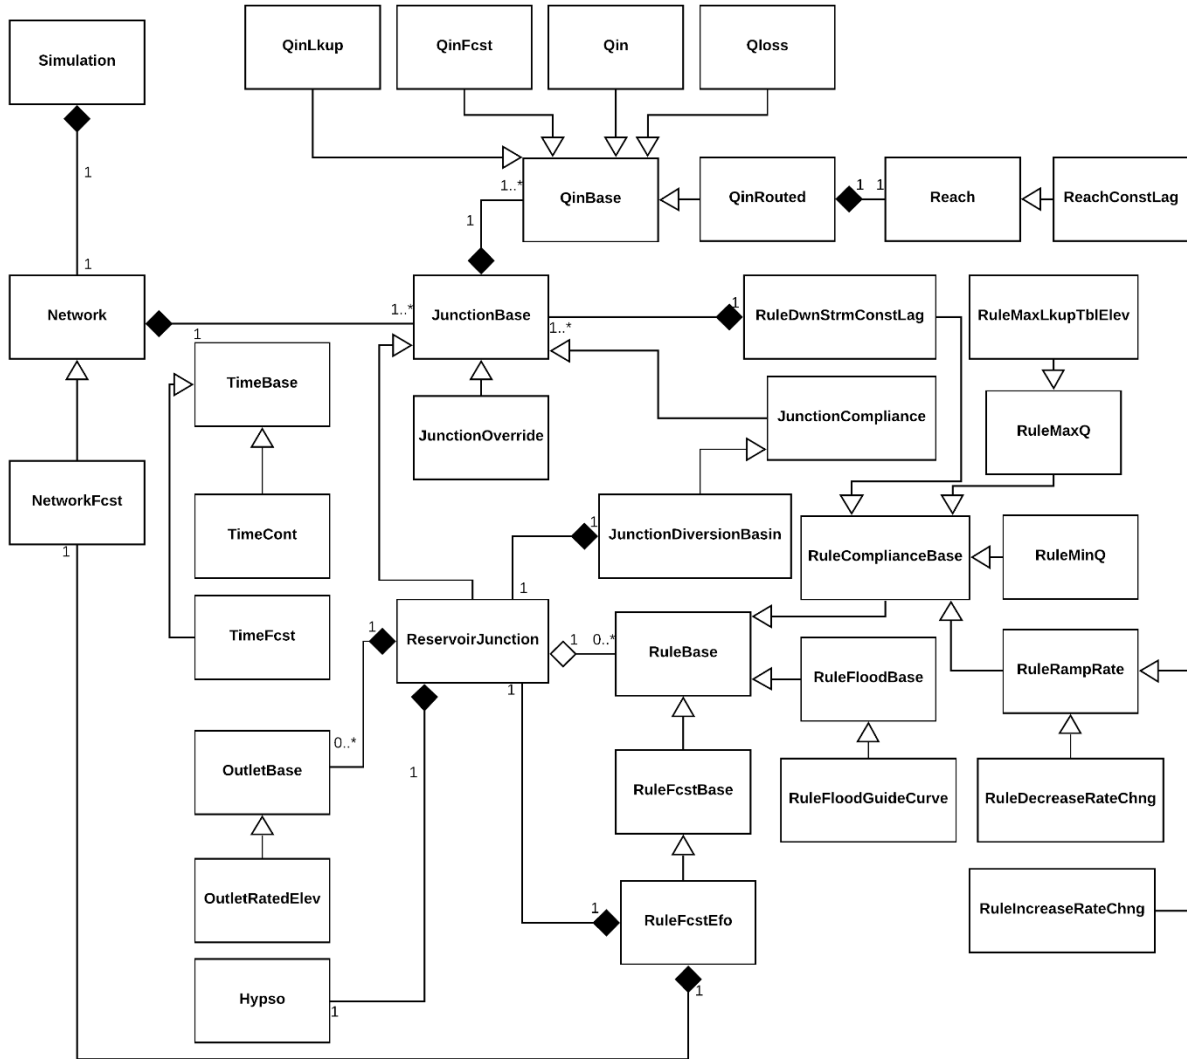 QinLkup
QinFcst
Qin
Qloss
Simulation
1
1..*
QinBase
QinRouted
1
1
Reach
ReachConstLag
1
1
Network
1..*
JunctionBase
1
RuleDwnStrmConstLag
RuleMaxLkupTblElev
1
1..*
TimeBase
JunctionCompliance
JunctionOverride
RuleMaxQ
NetworkFcst
TimeCont
1
JunctionDiversionBasin
RuleComplianceBase
RuleMinQ
1
1
TimeFcst
1
ReservoirJunction
1
0..*
RuleBase
RuleFloodBase
RuleRampRate
1
0..*
OutletBase
1
RuleFcstBase
RuleFloodGuideCurve
RuleDecreaseRateChng
OutletRatedElev
1
RuleFcstEfo
RuleIncreaseRateChng
Hypso
1
1